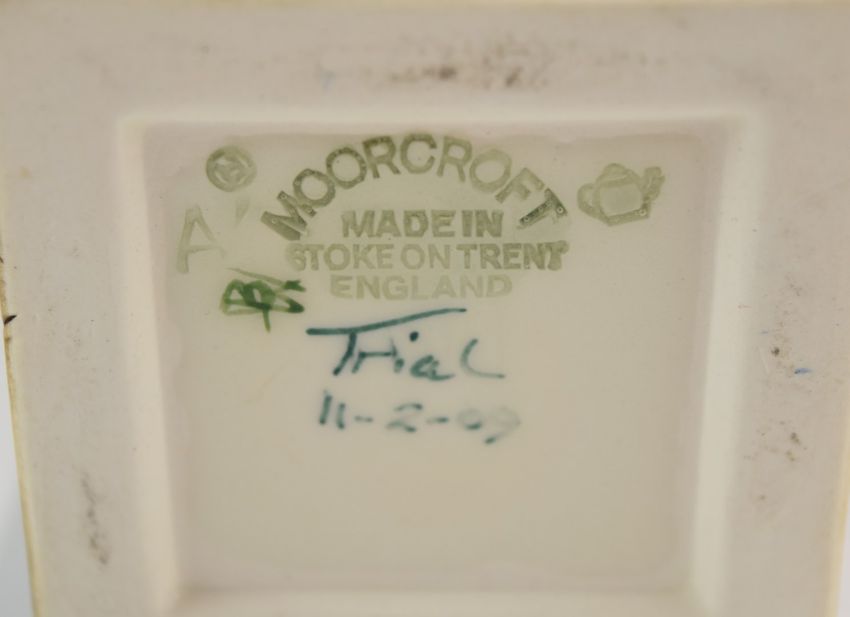 MOORCROFT
MADE IN
STOKE ON TRENT
ENGLAND
A
Trial
11-2-09